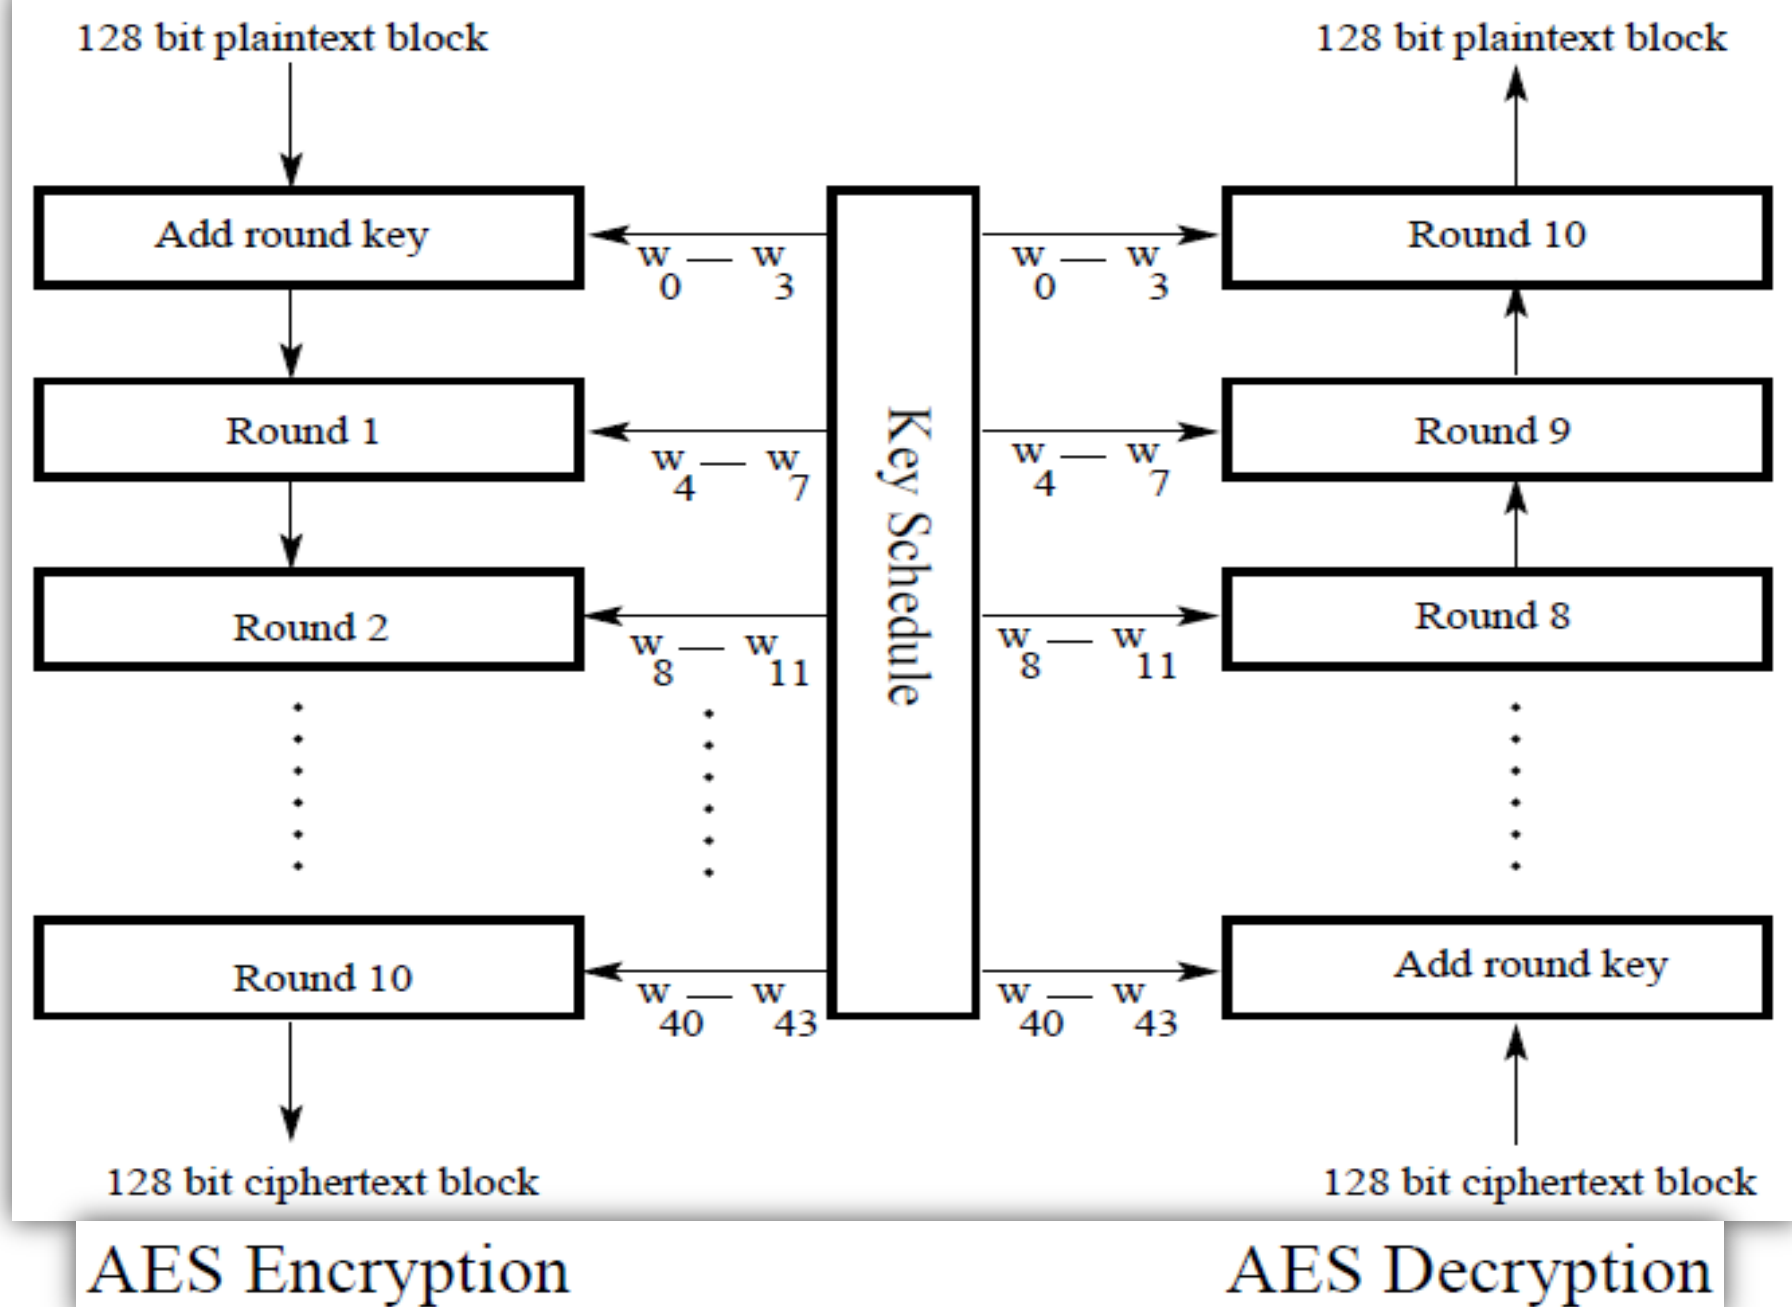 128 bit plaintext block
128 bit plaintext block
Add round key
w0 — w3
w0 — w3
Round 10
Round 1
w4 — w7
w4 — w7
Round 9
Key Schedule
Round 2
w8 — w11
w8 — w11
Round 8
Round 10
w40 — w43
w40 — w43
Add round key
128 bit ciphertext block
128 bit ciphertext block
AES Encryption
AES Decryption